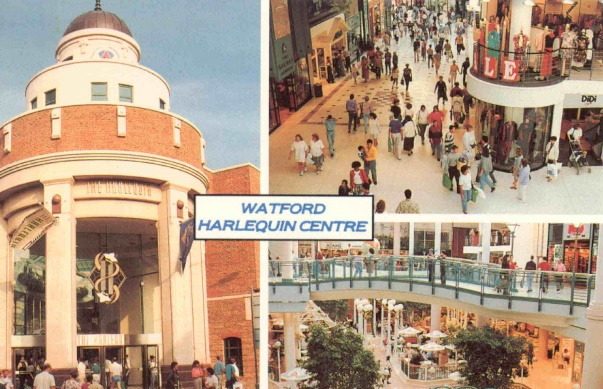 THE HARLEQUIN
LE
DiDi
WATFORD
HARLEQUIN CENTRE